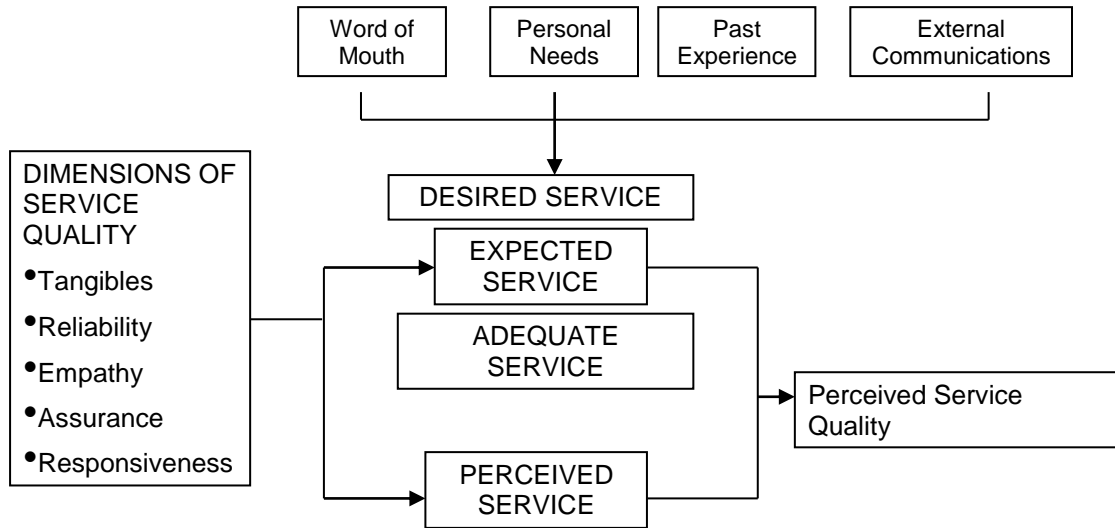 Word of
Mouth
Personal
Needs
Past
Experience
External
Communications
DIMENSIONS OF
SERVICE
QUALITY
•Tangibles
•Reliability
•Empathy
•Assurance
•Responsiveness
DESIRED SERVICE
EXPECTED
SERVICE
ADEQUATE
SERVICE
PERCEIVED
SERVICE
Perceived Service
Quality